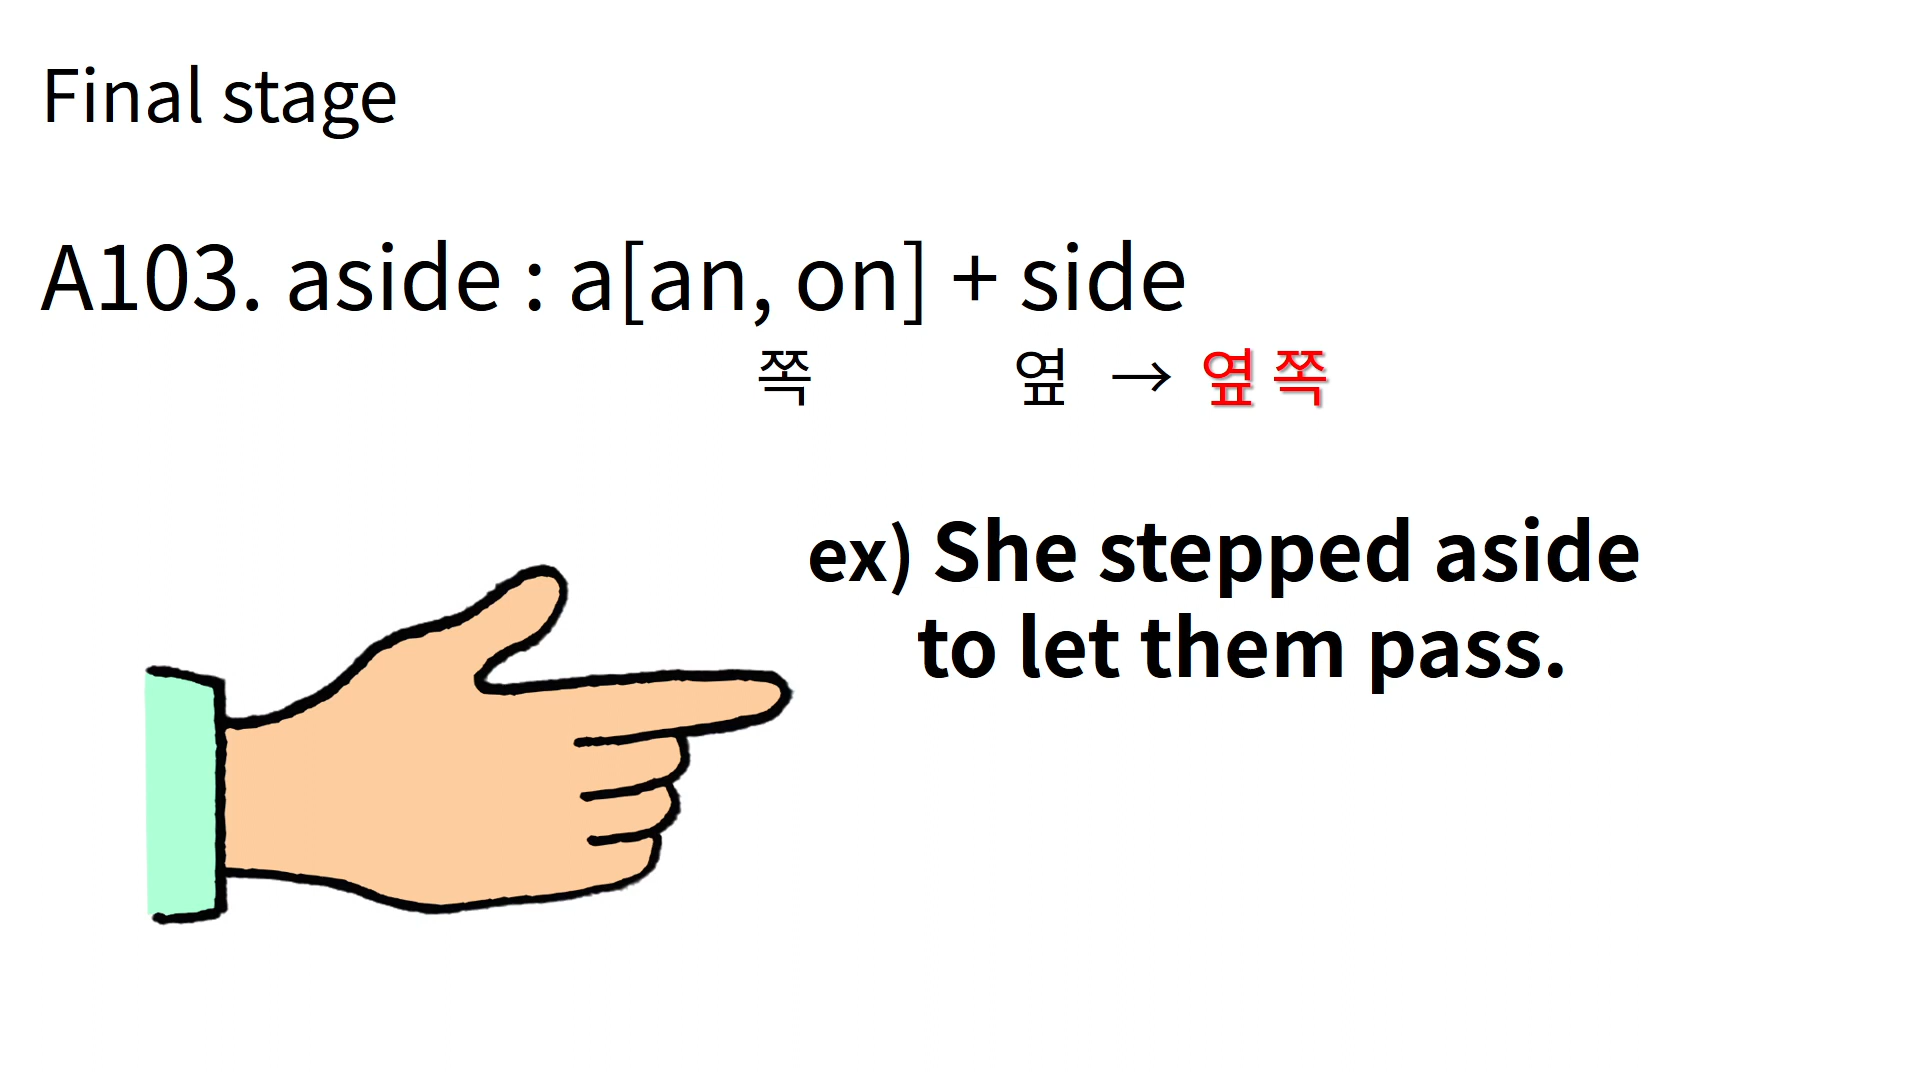 Final stage
A103. aside : a[an, on] + side
쪽 옆 → 옆 쪽
ex) She stepped aside
to let them pass.